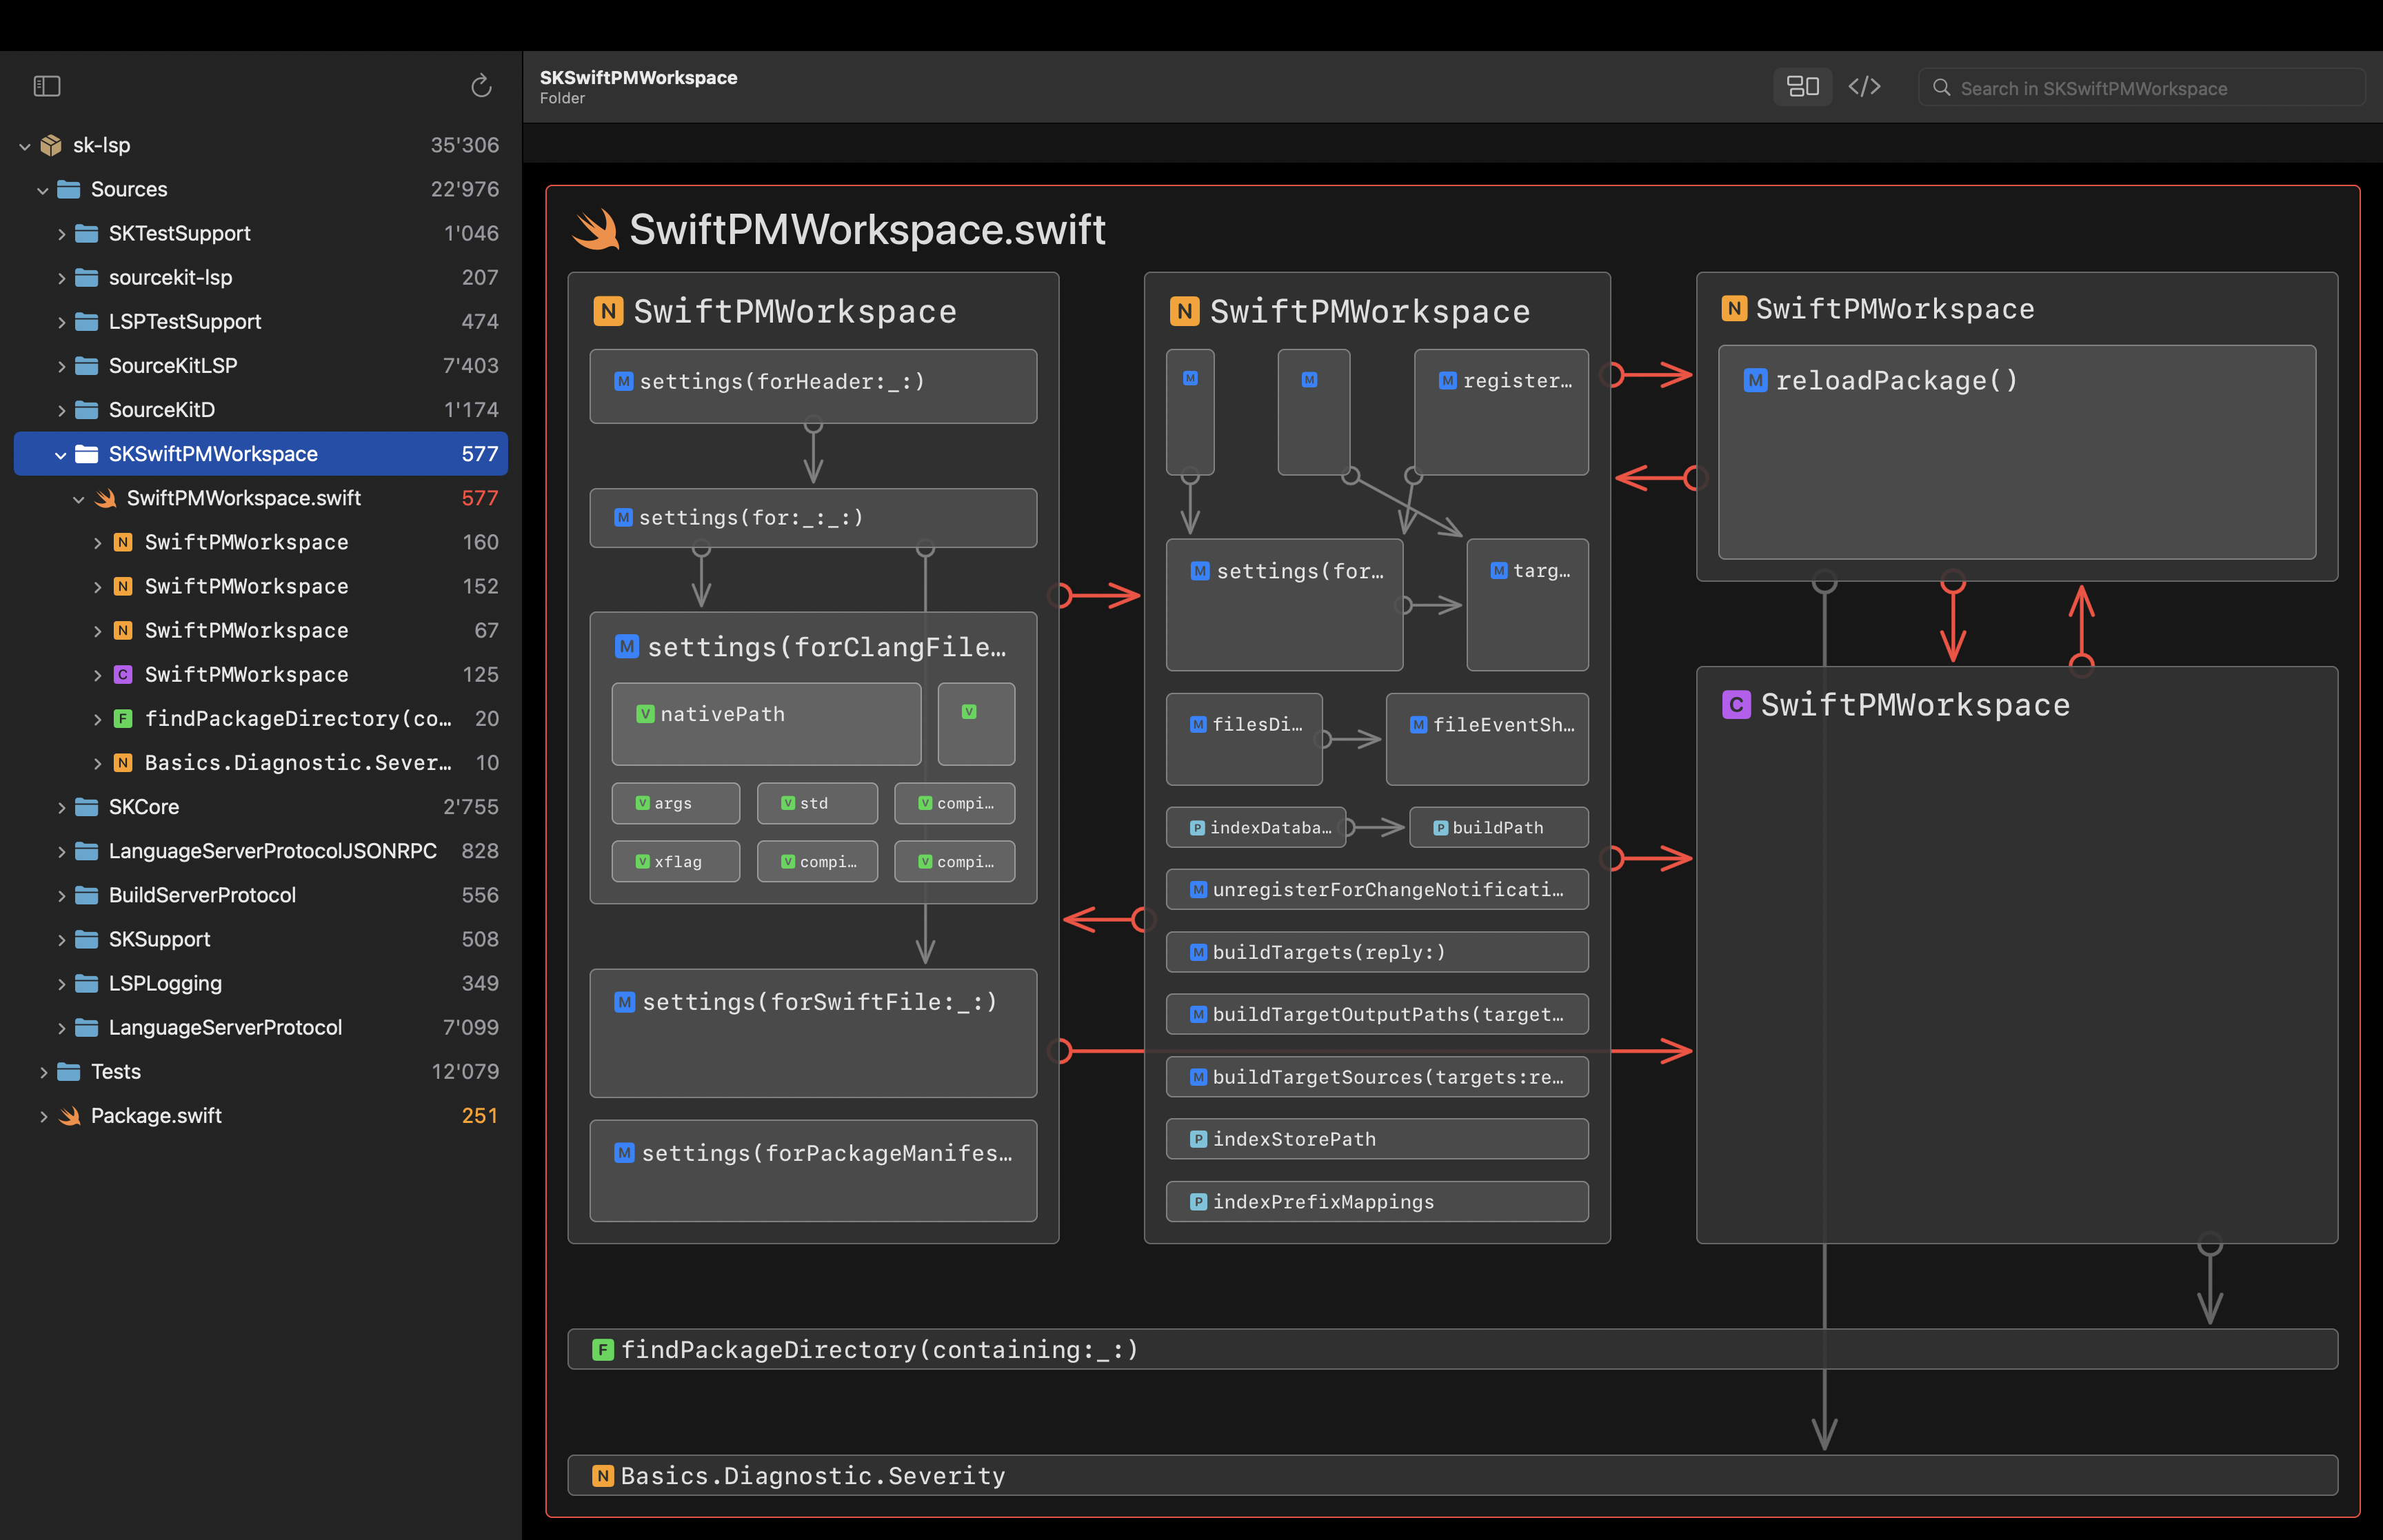 SKSwiftPMWorkspace
Folder
Search in SKSwiftPMWorkspace
sk-lsp 35'306
Sources 22'976
SKTestSupport 1'046
sourcekit-lsp 207
LSPTestSupport 474
SourceKitLSP 7'403
SourceKitD 1'174
SKSwiftPMWorkspace 577
SwiftPMWorkspace.swift 577
N SwiftPMWorkspace 160
N SwiftPMWorkspace 152
N SwiftPMWorkspace 67
C SwiftPMWorkspace 125
F findPackageDirectory(co… 20
N Basics.Diagnostic.Sever… 10
SKCore 2'755
LanguageServerProtocolJSONRPC 828
BuildServerProtocol 556
SKSupport 508
LSPLogging 349
LanguageServerProtocol 7'099
Tests 12'079
Package.swift 251
SwiftPMWorkspace.swift
N SwiftPMWorkspace
M settings(forHeader:_:)
M settings(for:_:_:)
M settings(forClangFile…
V nativePath
V
V args
V std
V compi…
V xflag
V compi…
V compi…
M settings(forSwiftFile:_:)
M settings(forPackageManifes…
N SwiftPMWorkspace
M
M
M register…
M settings(for…
M targ…
M filesDi…
M fileEventSh…
P indexDataba…
P buildPath
M unregisterForChangeNotificati…
M buildTargets(reply:)
M buildTargetOutputPaths(target…
M buildTargetSources(targets:re…
P indexStorePath
P indexPrefixMappings
N SwiftPMWorkspace
M reloadPackage()
C SwiftPMWorkspace
F findPackageDirectory(containing:_:)
N Basics.Diagnostic.Severity